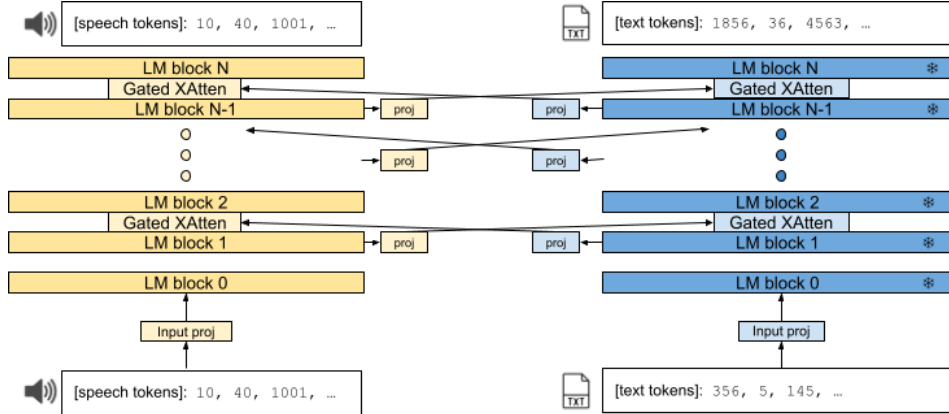 [speech tokens]: 10, 40, 1001, …
TXT
[text tokens]: 1856, 36, 4563, …
LM block N
LM block N
Gated XAtten
Gated XAtten
LM block N-1
proj
proj
LM block N-1
proj
proj
LM block 2
LM block 2
Gated XAtten
Gated XAtten
LM block 1
proj
proj
LM block 1
LM block 0
LM block 0
Input proj
Input proj
[speech tokens]: 10, 40, 1001, …
TXT
[text tokens]: 356, 5, 145, …